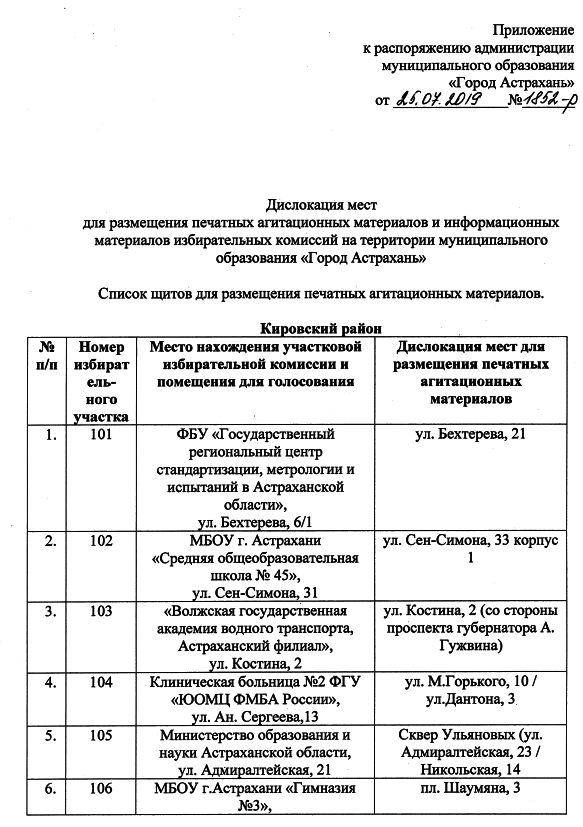 Приложение
к распоряжению администрации
муниципального образования
«Город Астрахань»
от 25.07.2019 № 1852-р
Дислокация мест
для размещения печатных агитационных материалов и информационных
материалов избирательных комиссий на территории муниципального
образования «Город Астрахань»
Список щитов для размещения печатных агитационных материалов.
Кировский район
№
п/п
Номер
избират
ель-
ного
участка
Место нахождения участковой
избирательной комиссии и
помещения для голосования
Дислокация мест для
размещения печатных
агитационных
материалов
1.
101
ФБУ «Государственный
региональный центр
стандартизации, метрологии и
испытаний в Астраханской
области»,
ул. Бехтерева, 6/1
ул. Бехтерева, 21
2.
102
МБОУ г. Астрахани
«Средняя общеобразовательная
школа № 45»,
ул. Сен-Симона, 31
ул. Сен-Симона, 33 корпус
1
3.
103
«Волжская государственная
академия водного транспорта,
Астраханский филиал»,
ул. Костина, 2
ул. Костина, 2 (со стороны
проспекта губернатора А.
Гужвина)
4.
104
Клиническая больница №2 ФГУ
«ЮОМЦ ФМБА России»,
ул. Ан. Сергеева,13
ул. М.Горького, 10 /
ул.Дантона, 3
5.
105
Министерство образования и
науки Астраханской области,
ул. Адмиралтейская, 21
Сквер Ульяновых (ул.
Адмиралтейская, 23 /
Никольская, 14
6.
106
МБОУ г.Астрахани «Гимназия
№3»,
пл. Шаумяна, 3